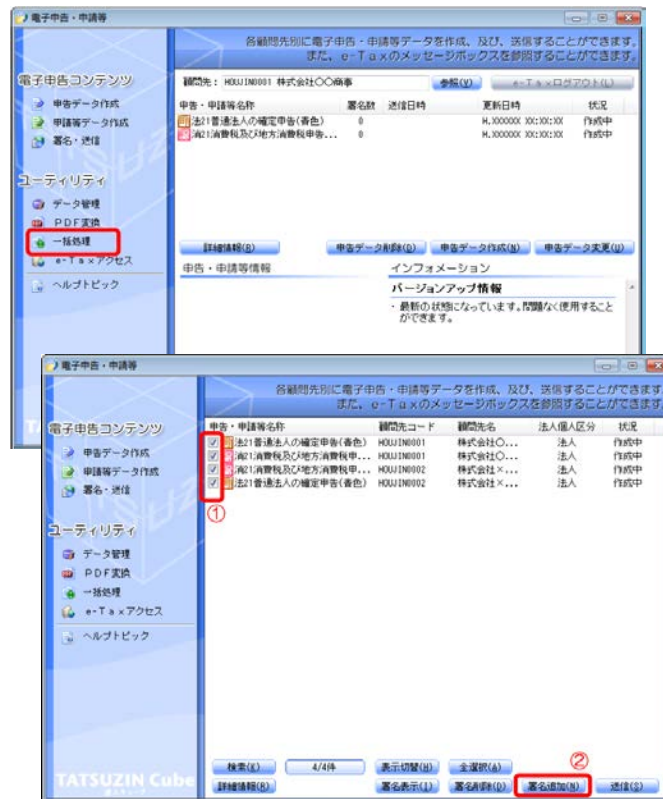 電子申告・申請等
各顧問先別に電子申告・申請等データを作成、及び、送信することができます。
また、e-Taxのメッセージボックスを参照することができます。
電子申告コンテンツ
申告データ作成
申請等データ作成
署名・送信
ユーティリティ
データ管理
PDF変換
一括処理
e-Taxアクセス
ヘルプトピック
顧問先： HOUJIN0001 株式会社〇〇商事 参照(V) e-Taxログアウト(L)
申告・申請等名称 署名数 送信日時 更新日時 状況
法21普通法人の確定申告(青色) 0 H.XXXXXX XX:XX:XX 作成中
消21消費税及び地方消費税申告... 0 H.XXXXXX XX:XX:XX 作成中
詳細情報(R) 申告データ削除(D) 申告データ作成(N) 申告データ変更(U)
申告・申請等情報 インフォメーション
バージョンアップ情報
・最新の状態になっています。問題なく使用すること
ができます。
電子申告・申請等
各顧問先別に電子申告・申請等データを作成、及び、送信することができます。
また、e-Taxのメッセージボックスを参照することができます
電子申告コンテンツ
申告データ作成
申請等データ作成
署名・送信
ユーティリティ
データ管理
PDF変換
一括処理
e-Taxアクセス
ヘルプトピック
TATSUZIN Cube
申告・申請等名称 顧問先コード 顧問先名 法人個人区分 状況
法21普通法人の確定申告(青色) HOUJIN0001 株式会社〇... 法人 作成中
消21消費税及び地方消費税申... HOUJIN0001 株式会社〇... 法人 作成中
消21消費税及び地方消費税申... HOUJIN0002 株式会社×... 法人 作成中
法21普通法人の確定申告(青色) HOUJIN0002 株式会社×... 法人 作成中
①
②
検索(K) 4/4件 表示切替(H) 全選択(A)
詳細情報(R) 署名表示(I) 署名削除(D) 署名追加(N) 送信(S)